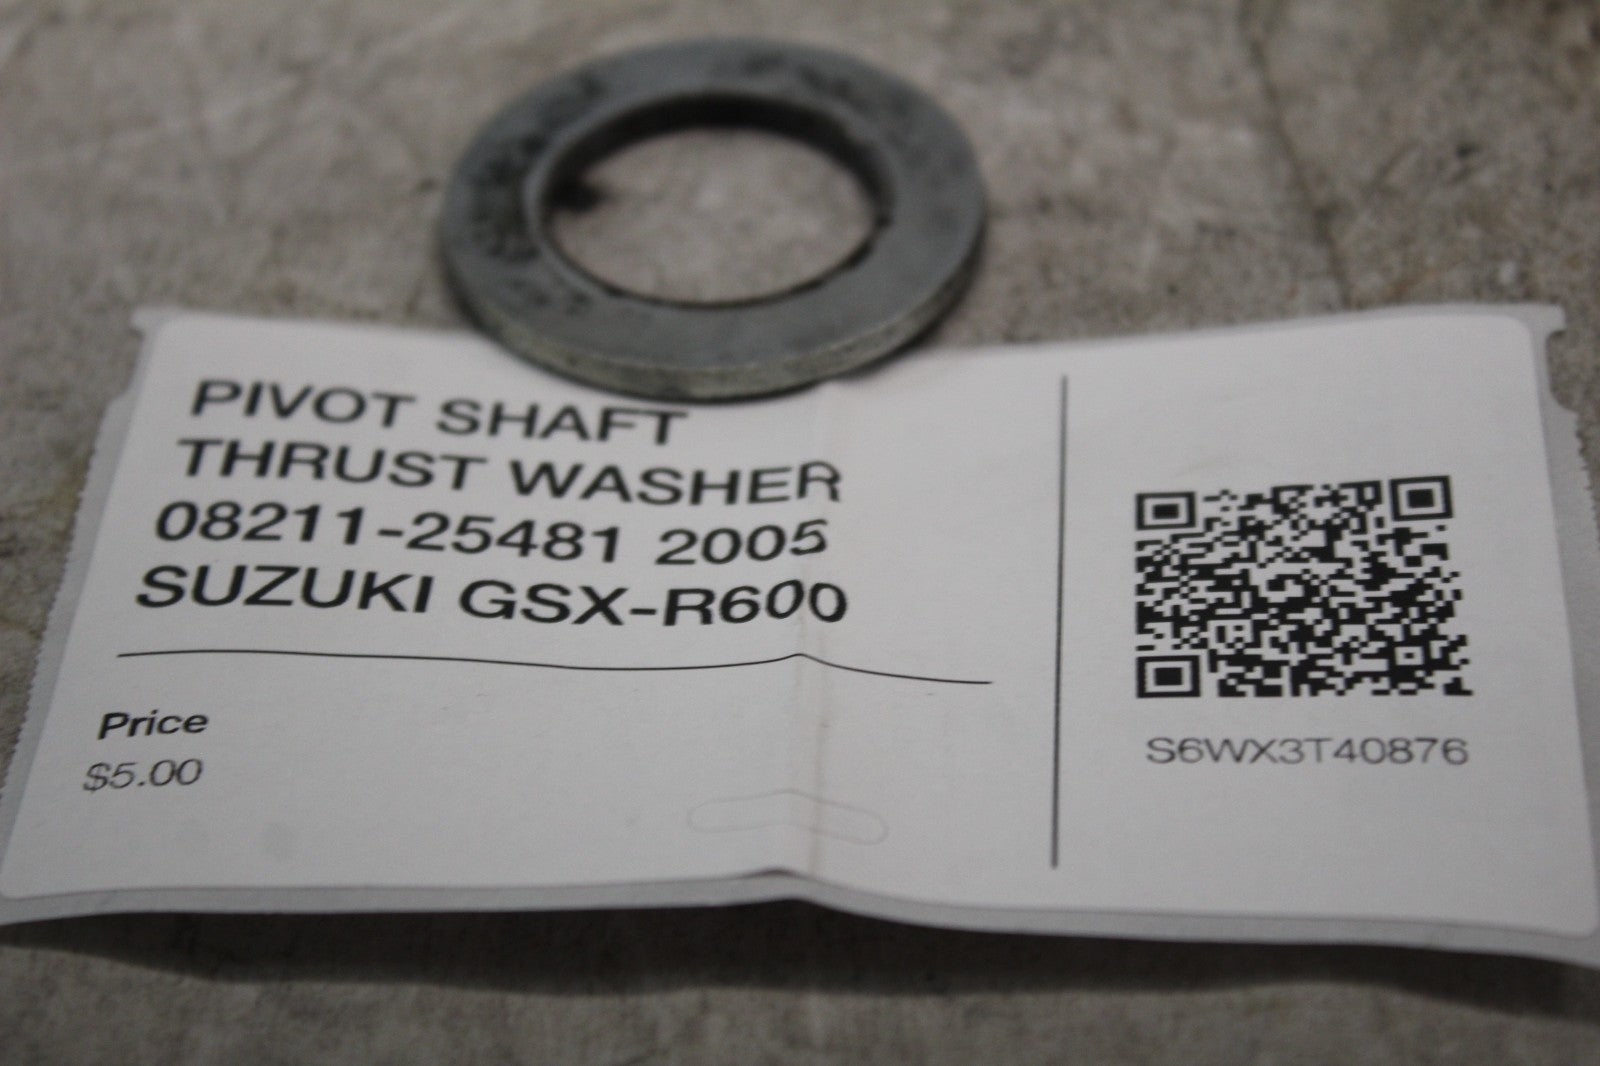 PIVOT SHAFT
THRUST WASHER
08211-25481 2005
SUZUKI GSX-R600
Price
$5.00
S6WX3T40876